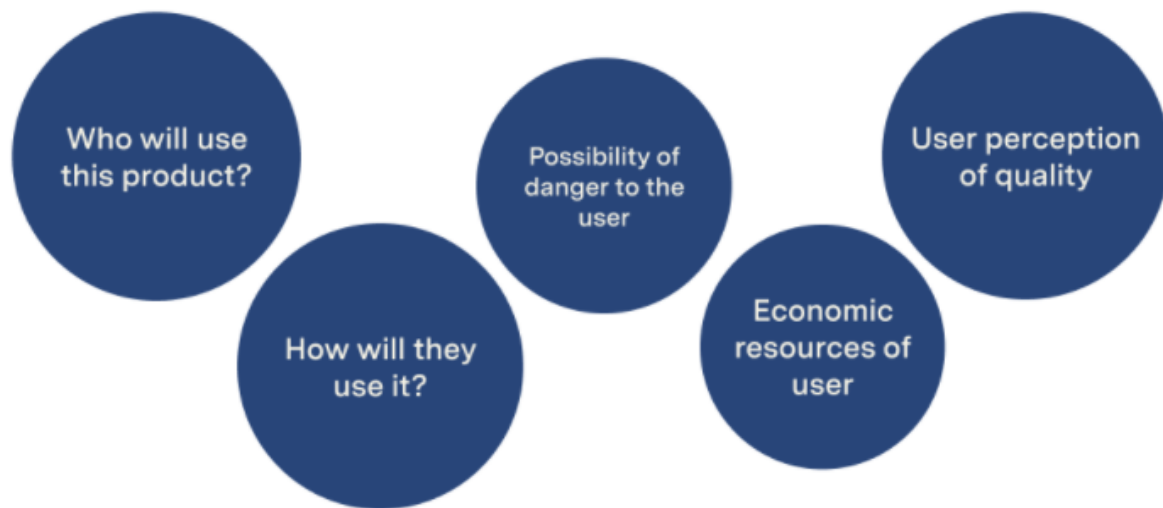 Who will use
this product?
How will they
use it?
Possibility of
danger to the
user
Economic
resources of
user
User perception
of quality